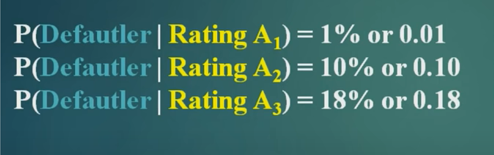 P(Defautler | Rating A₁) = 1% or 0.01
P(Defautler | Rating A₂) = 10% or 0.10
P(Defautler | Rating A₃) = 18% or 0.18